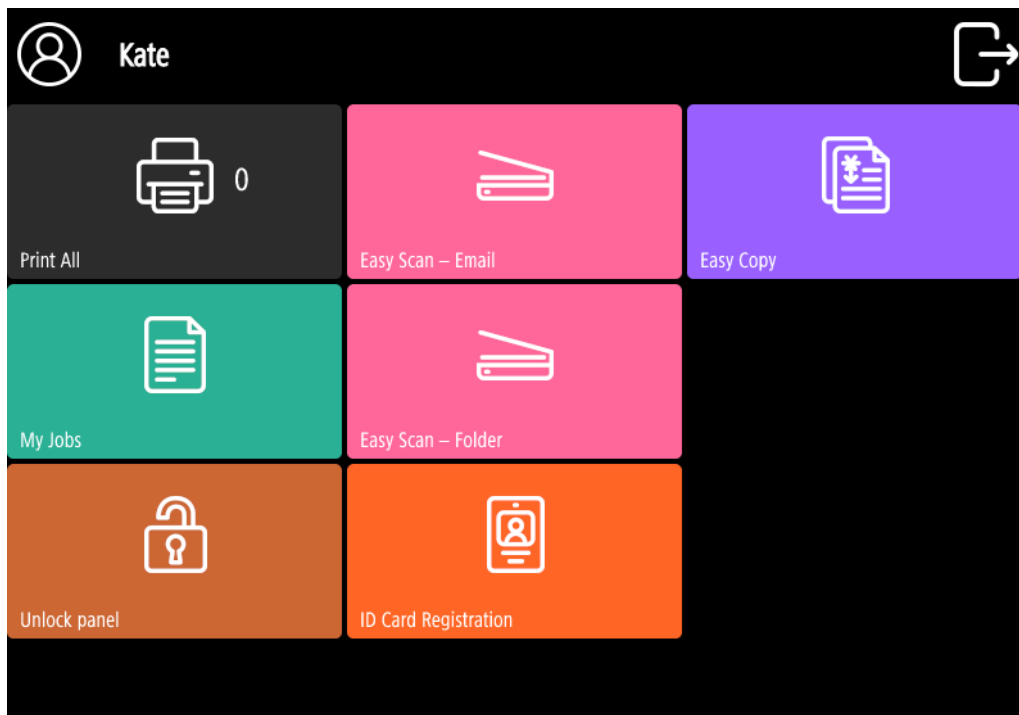 Kate
0
Print All
Easy Scan – Email
Easy Copy
My Jobs
Easy Scan – Folder
Unlock panel
ID Card Registration